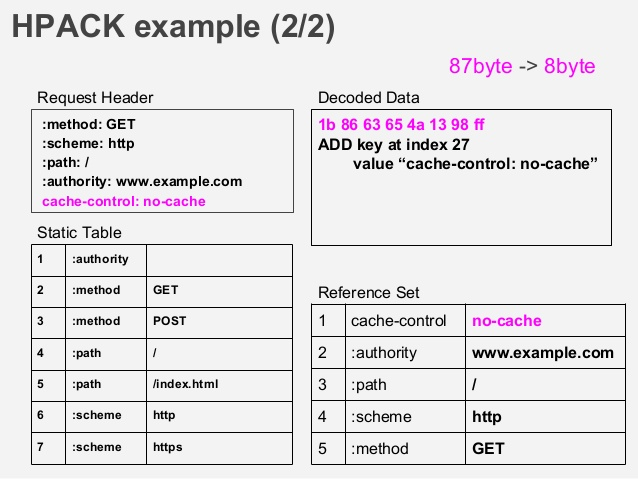 HPACK example (2/2)
87byte -> 8byte
Request Header
:method: GET
:scheme: http
:path: /
:authority: www.example.com
cache-control: no-cache
Decoded Data
1b 86 63 65 4a 13 98 ff
ADD key at index 27
value “cache-control: no-cache”
Static Table
1 :authority
2 :method GET
3 :method POST
4 :path /
5 :path /index.html
6 :scheme http
7 :scheme https
Reference Set
1 cache-control no-cache
2 :authority www.example.com
3 :path /
4 :scheme http
5 :method GET